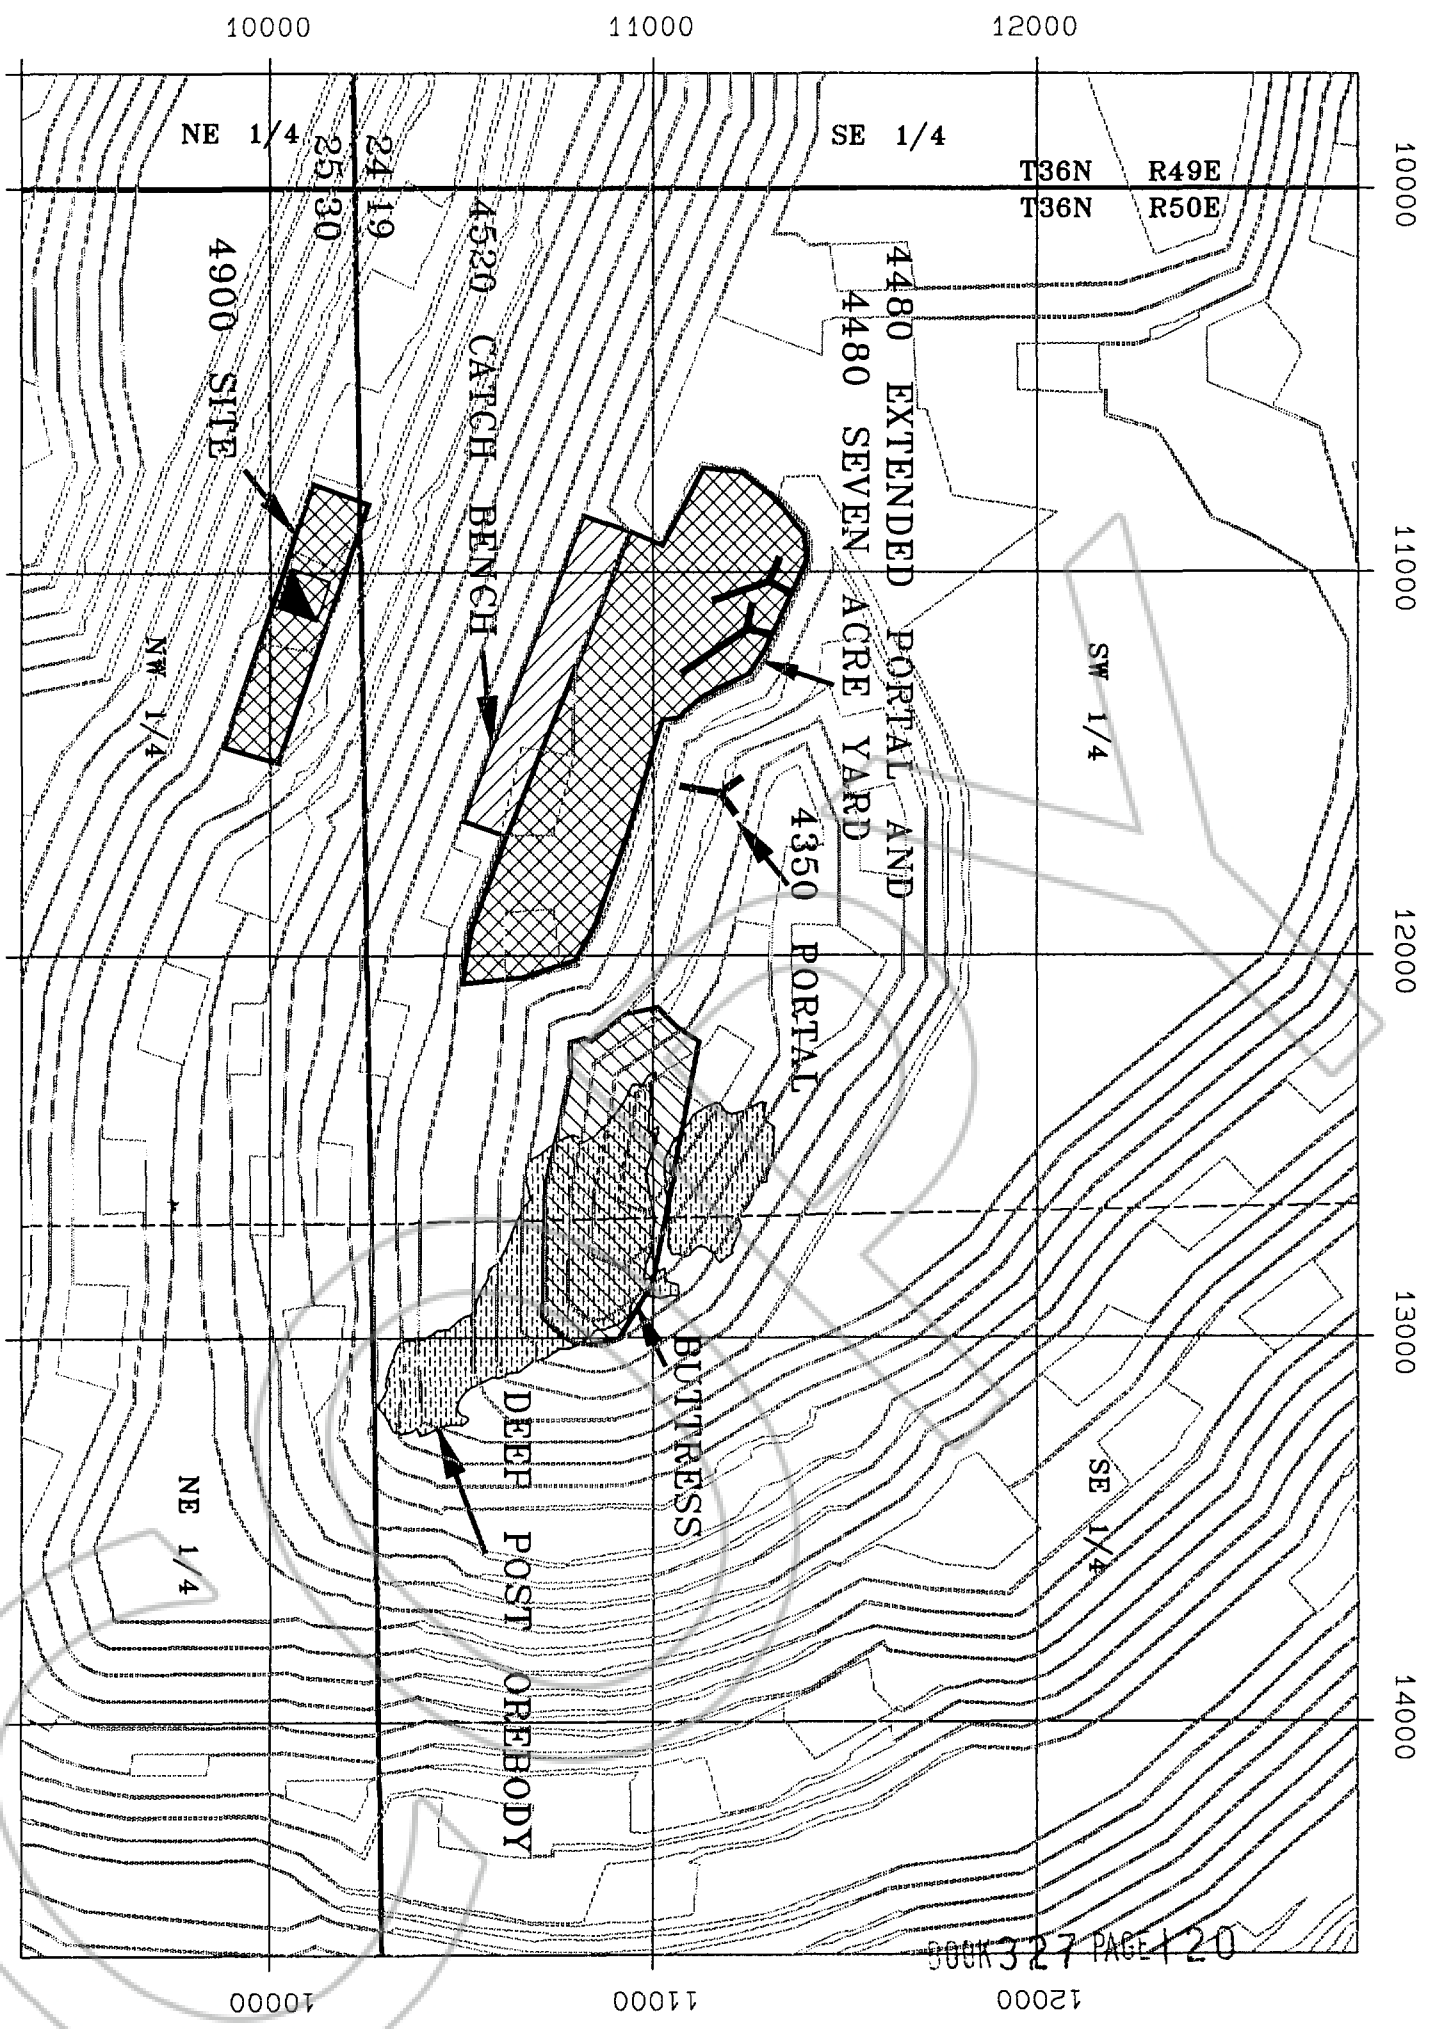 10000
11000
12000
NE 1/4
SE 1/4
T36N R49E
T36N R50E
24 19
25 30
10000
11000
12000
13000
14000
4480 EXTENDED PORTAL AND
4480 SEVEN ACRE YARD
4520 CATCH BENCH
4900 SITE
4350 PORTAL
SW 1/4
NW 1/4
BUTTRESS
DEEP POST OREBODY
SE 1/4
NE 1/4
BOOK 327 PAGE 120
10000
11000
12000
COPY